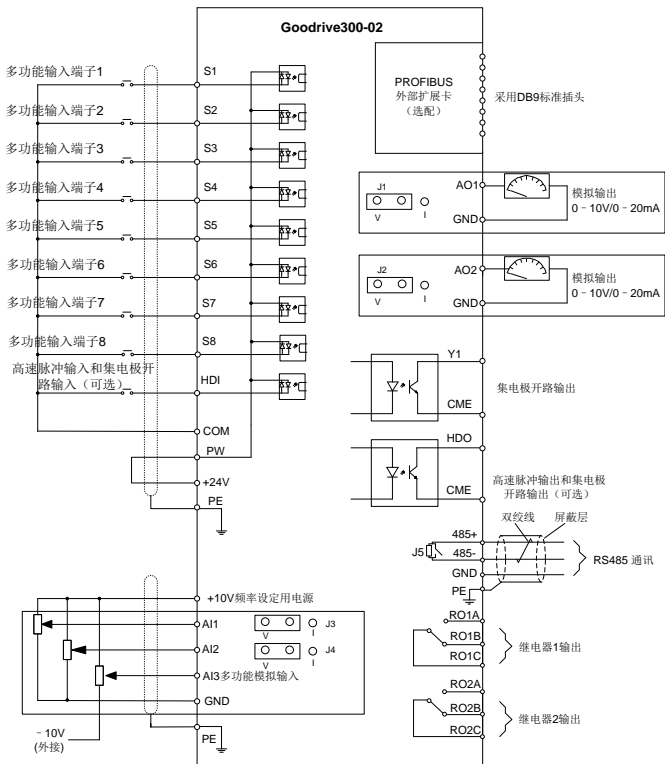 Goodrive300-02
多功能输入端子1
S1
多功能输入端子2
S2
多功能输入端子3
S3
多功能输入端子4
S4
多功能输入端子5
S5
多功能输入端子6
S6
多功能输入端子7
S7
多功能输入端子8
S8
高速脉冲输入和集电极开
路输入（可选）
HDI
COM
PW
+24V
PE
PROFIBUS
外部扩展卡
（选配）
采用DB9标准插头
J1
V
I
AO1
GND
模拟输出
0﹣10V/0﹣20mA
J2
V
I
AO2
GND
模拟输出
0﹣10V/0﹣20mA
Y1
CME
集电极开路输出
HDO
CME
高速脉冲输出和集电极
开路输出（可选）
双绞线
屏蔽层
485+
J5
485-
GND
PE
RS485 通讯
+10V频率设定用电源
AI1
V
I
J3
AI2
V
I
J4
AI3多功能模拟输入
GND
﹣10V
(外接)
PE
RO1A
RO1B
RO1C
继电器1输出
RO2A
RO2B
RO2C
继电器2输出